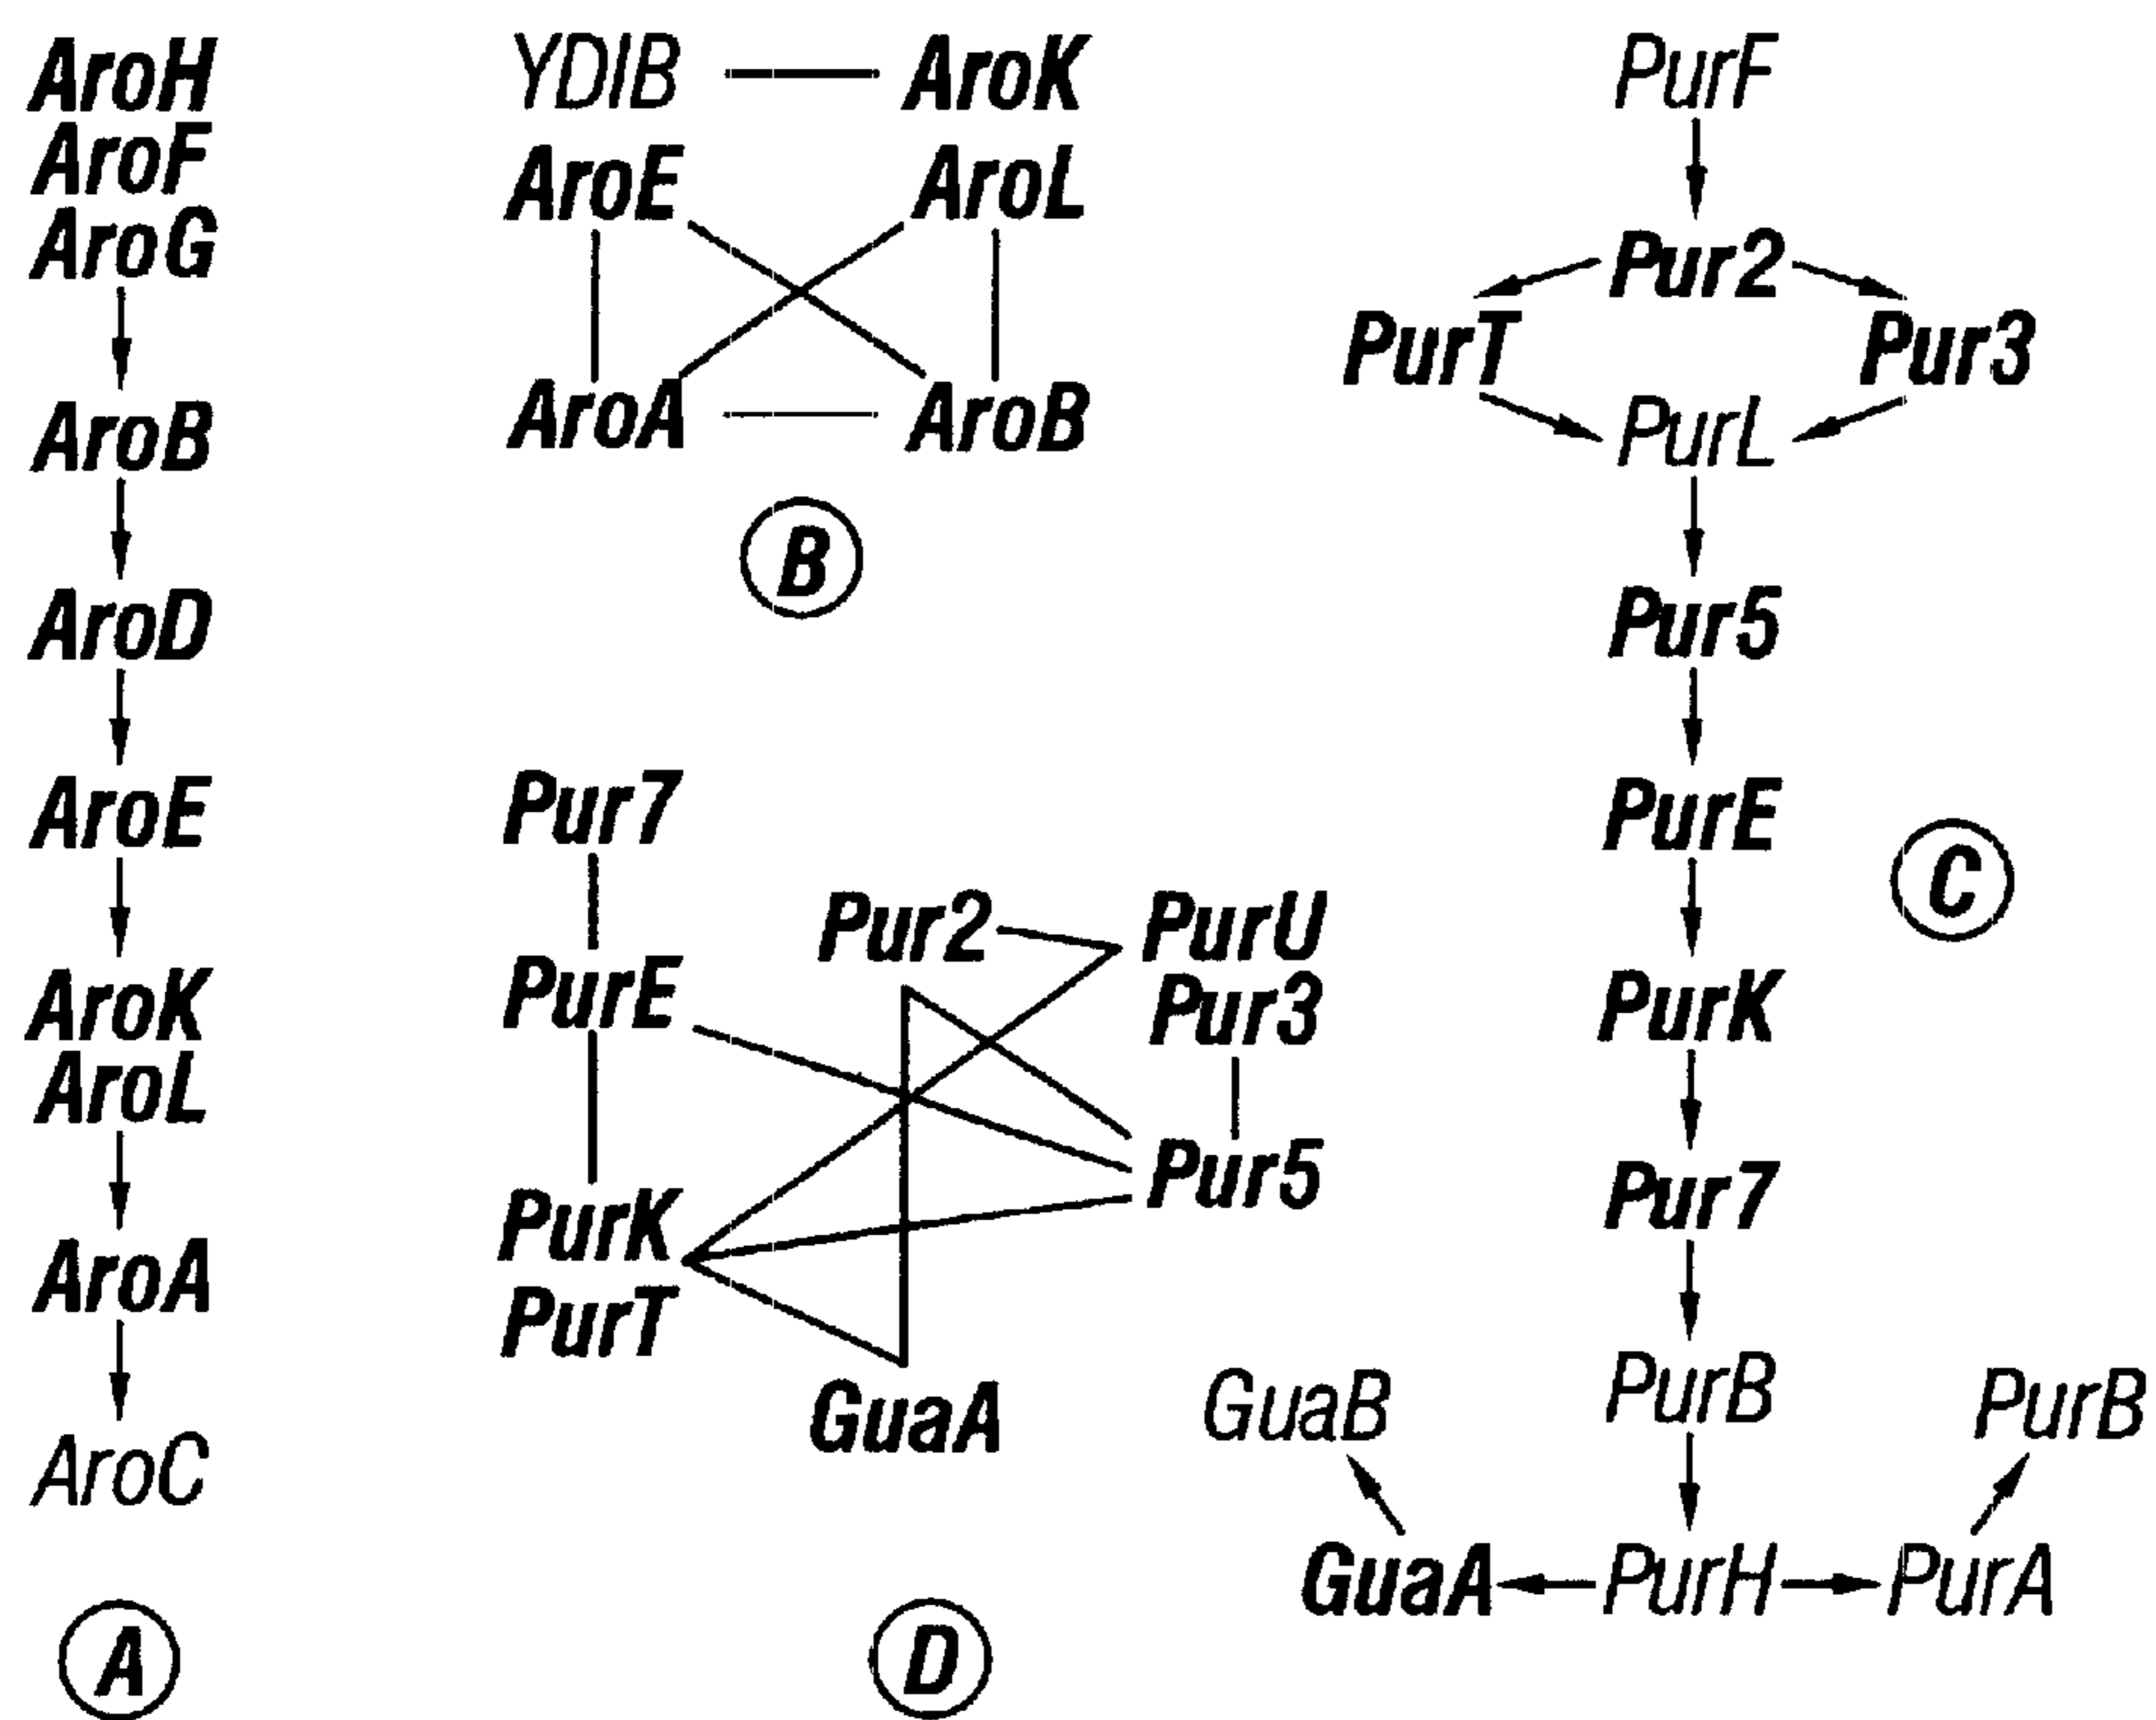 AroH
AroF
AroG
AroB
AroD
AroE
AroK
AroL
AroA
AroC
A
YDIB AroK
AroE AroL
AroA AroB
B
PurF
Pur2
PurT Pur3
PurL
Pur5
PurE
PurK
Pur7
PurB PurB
GuaB
GuaA PurH PurA
C
Pur7
Pur2 PurU
PurE Pur3
Pur5
PurK
PurT
GuaA
D